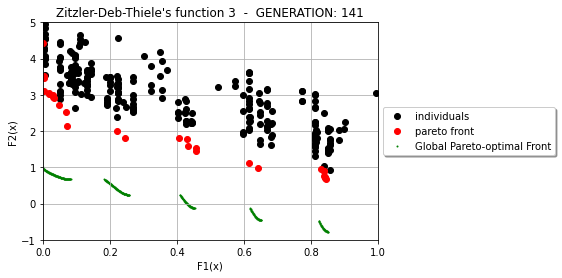 Zitzler-Deb-Thiele's function 3 - GENERATION: 141
5
4
3
2
1
0
−1
F2(x)
0.0 0.2 0.4 0.6 0.8 1.0
F1(x)
individuals
pareto front
Global Pareto-optimal Front